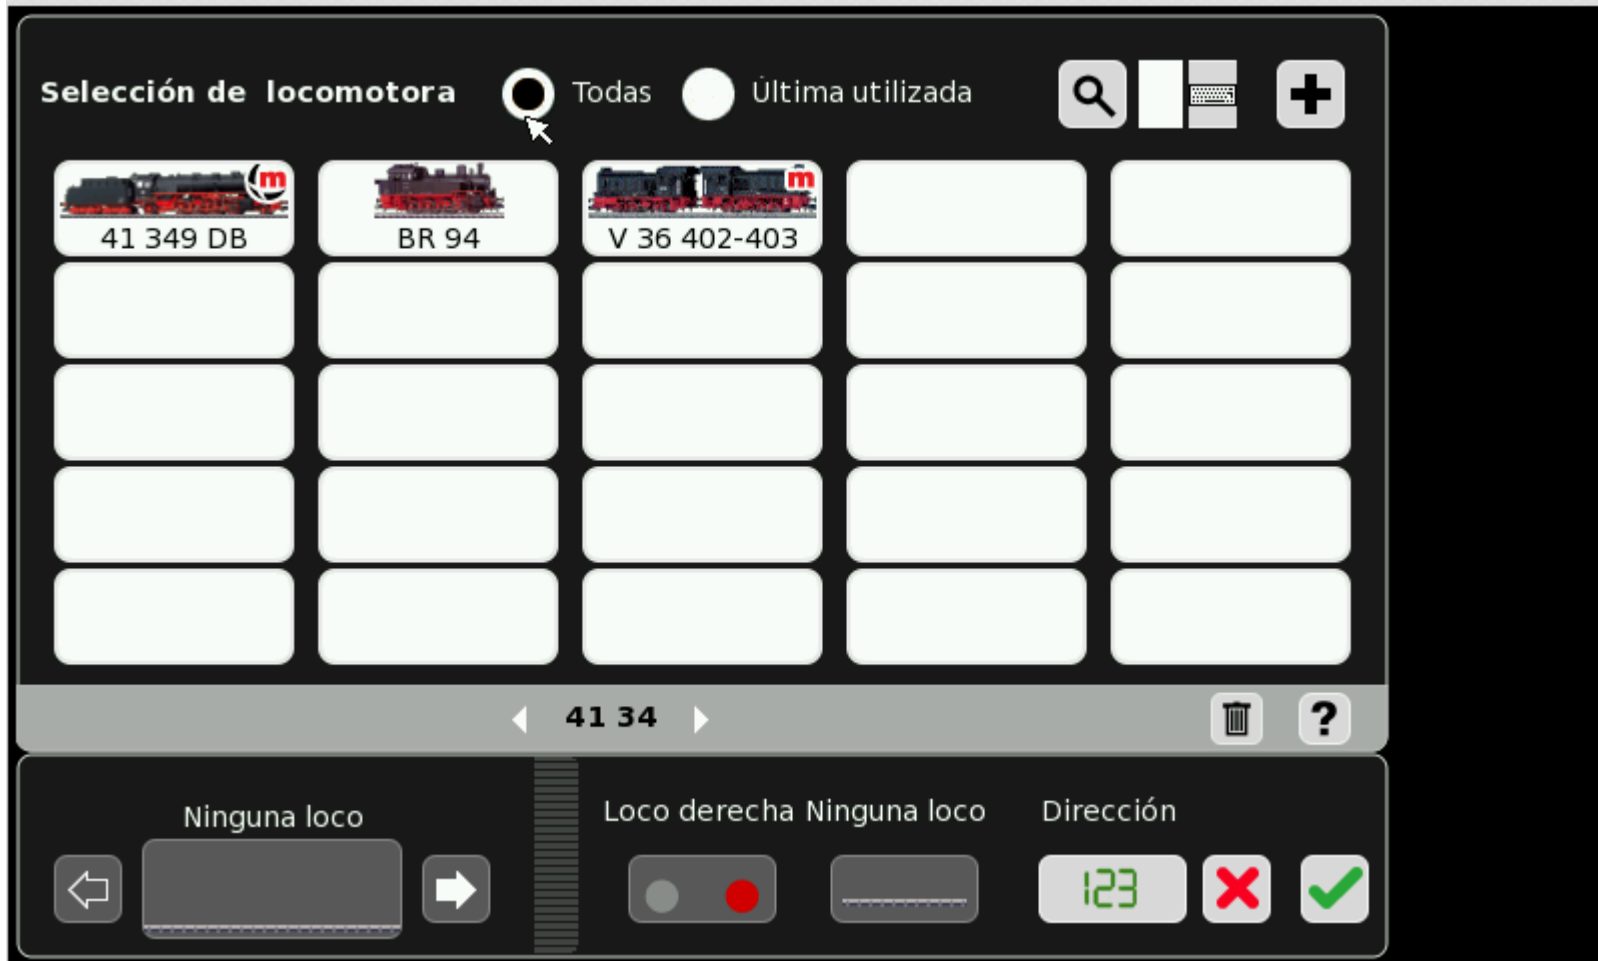 Selección de locomotora Todas Última utilizada
m m
41 349 DB BR 94 V 36 402-403
41 34 ?
Ninguna loco Loco derecha Ninguna loco Dirección
123